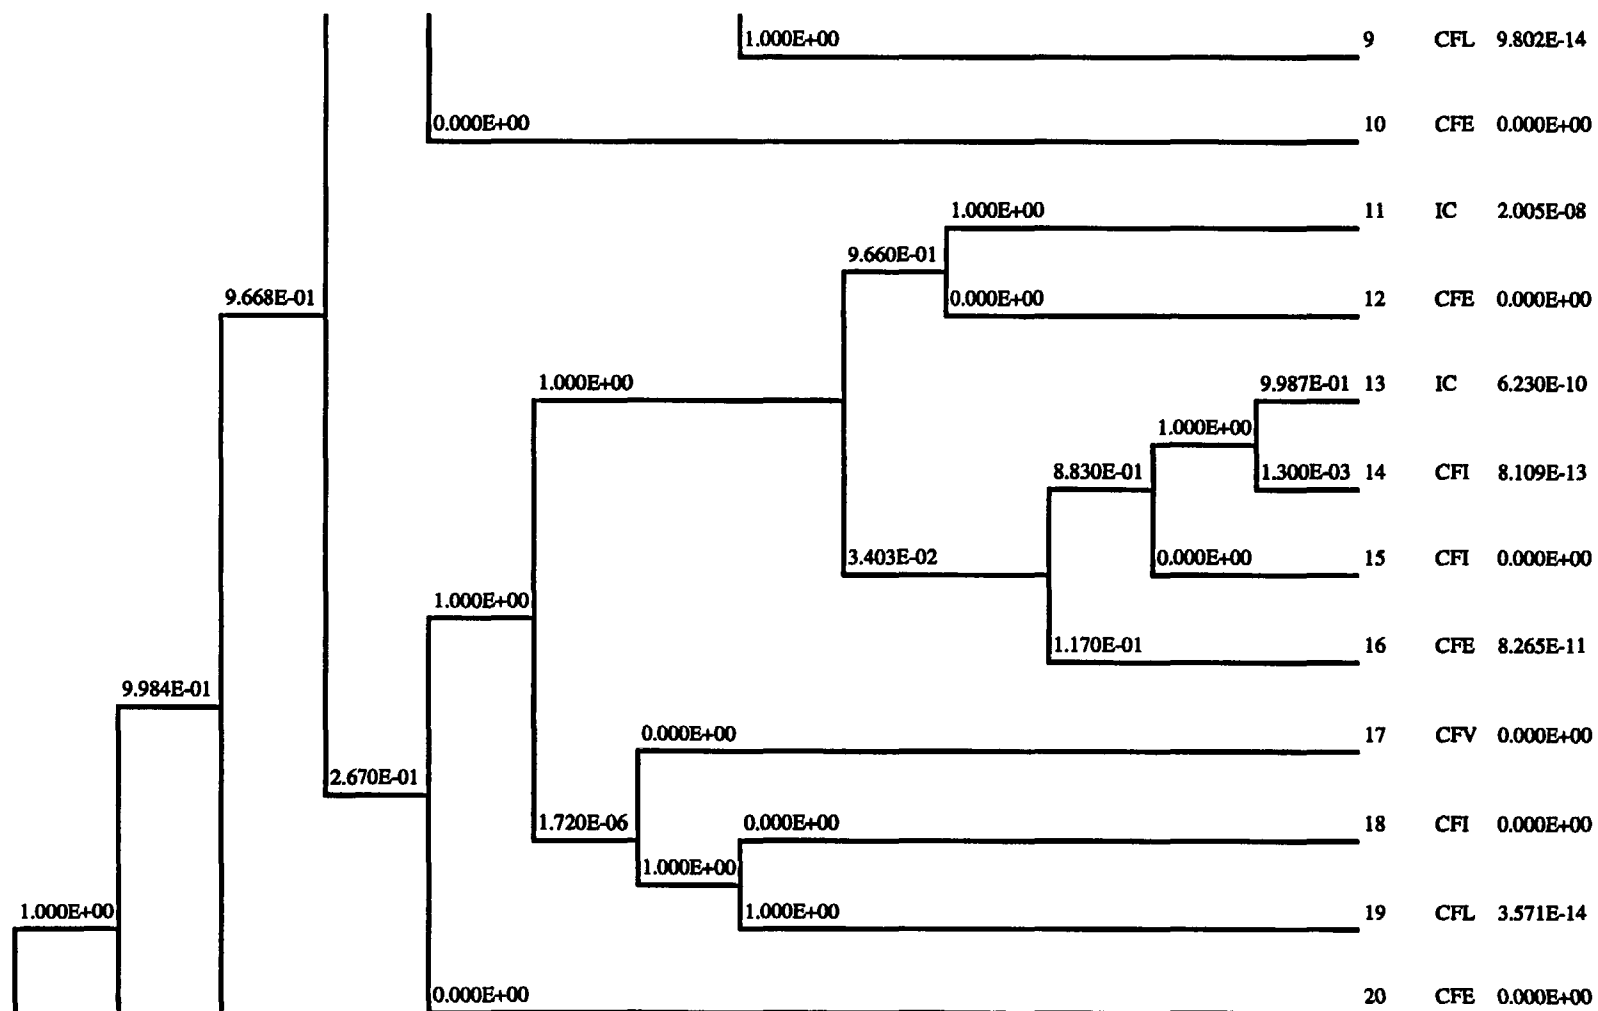 1.000E+00 9 CFL 9.802E-14
0.000E+00 10 CFE 0.000E+00
1.000E+00 11 IC 2.005E-08
9.660E-01
9.668E-01 0.000E+00 12 CFE 0.000E+00
1.000E+00 9.987E-01 13 IC 6.230E-10
1.000E+00
8.830E-01 1.300E-03 14 CFI 8.109E-13
3.403E-02 0.000E+00 15 CFI 0.000E+00
1.000E+00
1.170E-01 16 CFE 8.265E-11
9.984E-01
0.000E+00 17 CFV 0.000E+00
2.670E-01
1.720E-06 0.000E+00 18 CFI 0.000E+00
1.000E+00
1.000E+00 1.000E+00 19 CFL 3.571E-14
0.000E+00 20 CFE 0.000E+00